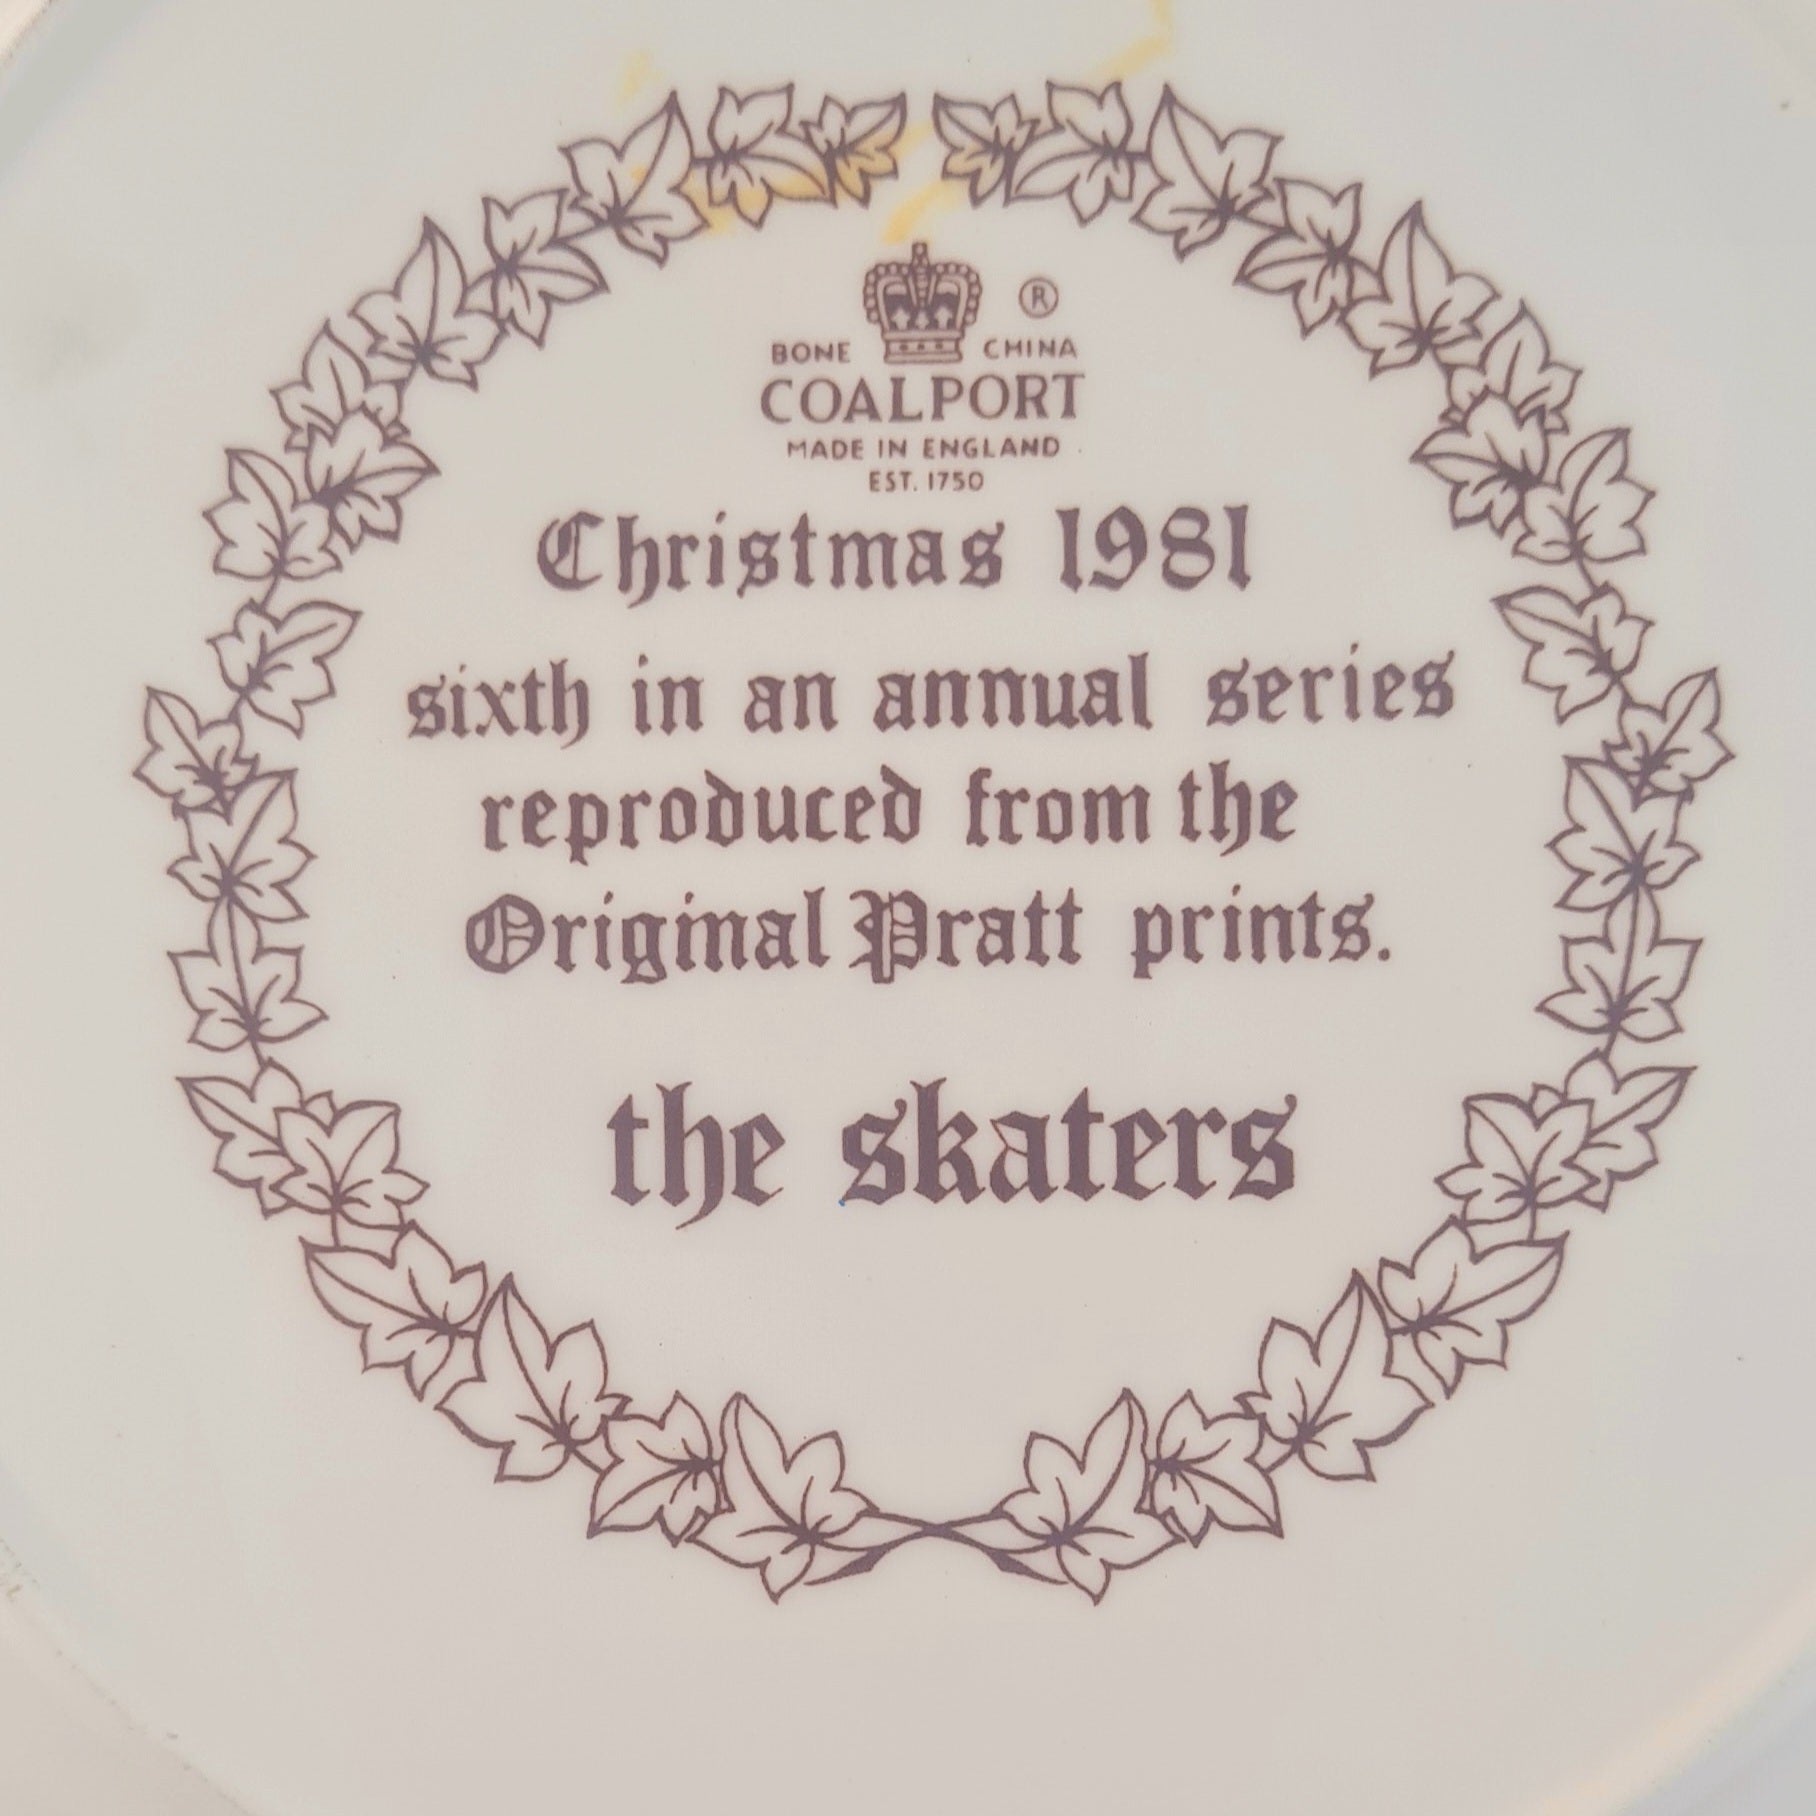 ®
BONE CHINA
COALPORT
MADE IN ENGLAND
EST. 1750
Christmas 1981
sixth in an annual series
reproduced from the
Original Pratt prints.
the skaters